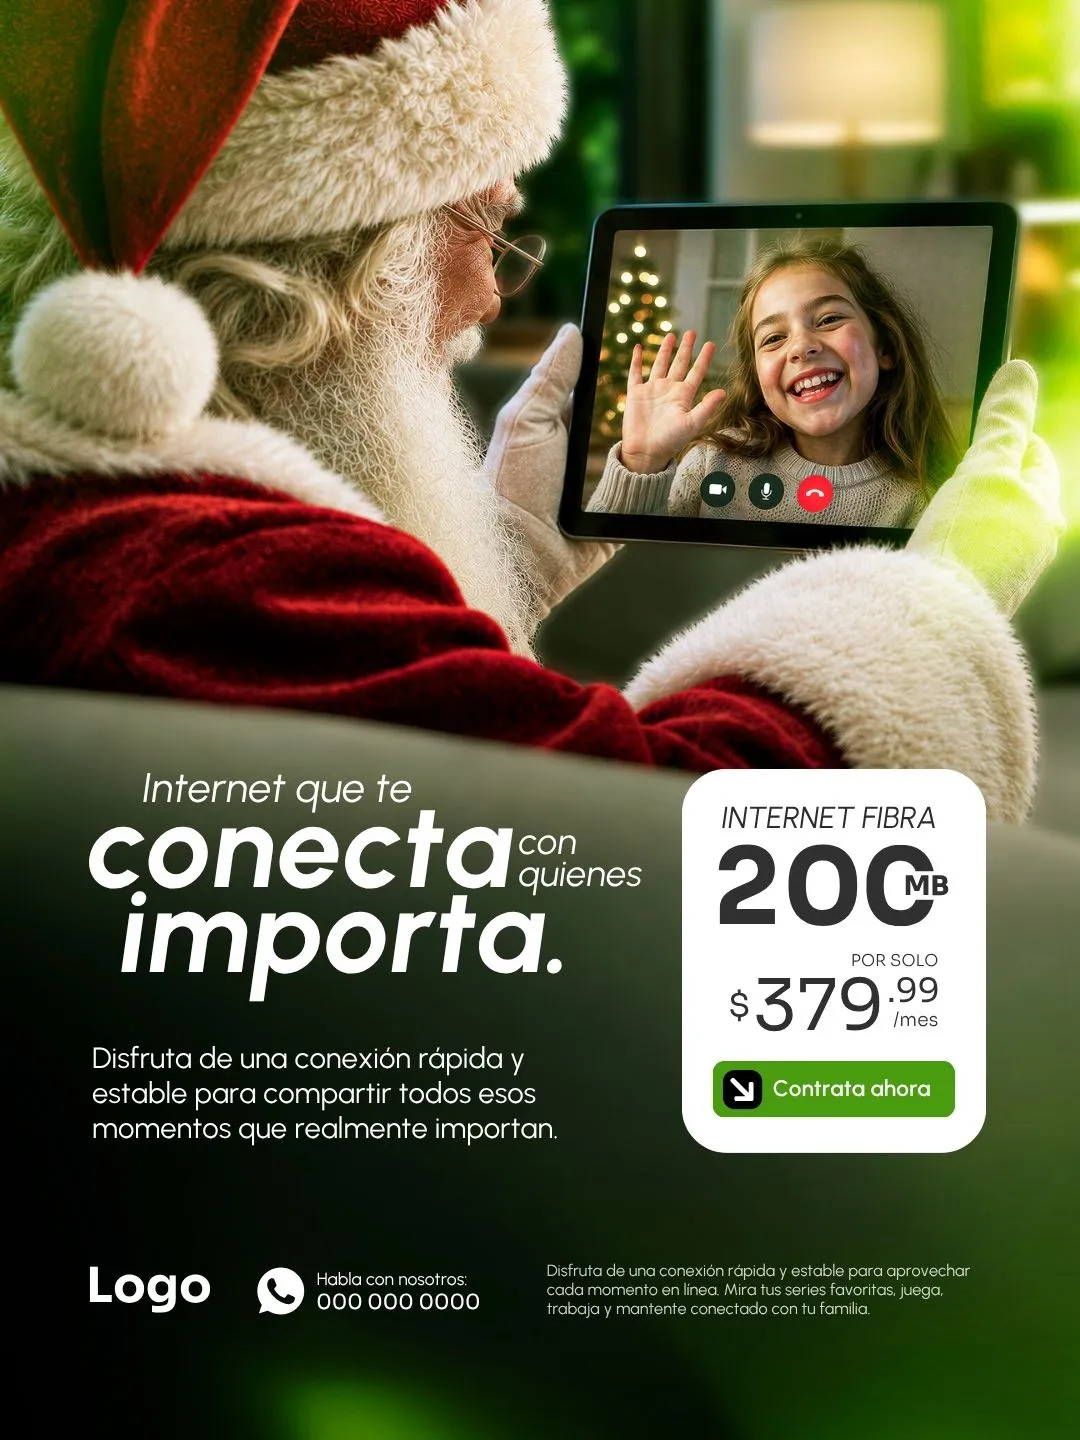 Internet que te
conecta con
quienes
importa.
Disfruta de una conexión rápida y
estable para compartir todos esos
momentos que realmente importan.
INTERNET FIBRA
200 MB
POR SOLO
$379.99
/mes
Contrata ahora
Logo
Habla con nosotros:
000 000 0000
Disfruta de una conexión rápida y estable para aprovechar
cada momento en línea. Mira tus series favoritas, juega,
trabaja y mantente conectado con tu familia.